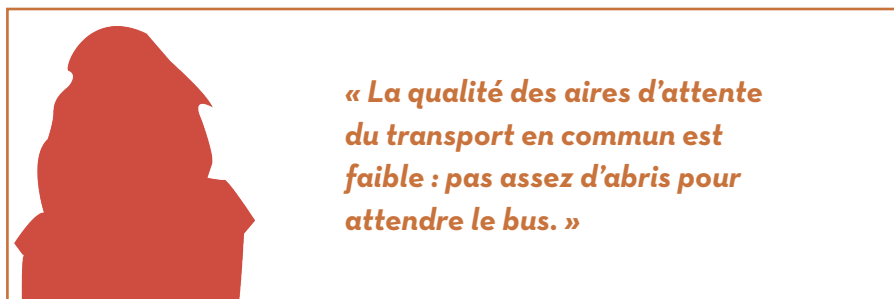 « La qualité des aires d’attente
du transport en commun est
faible : pas assez d’abris pour
attendre le bus. »